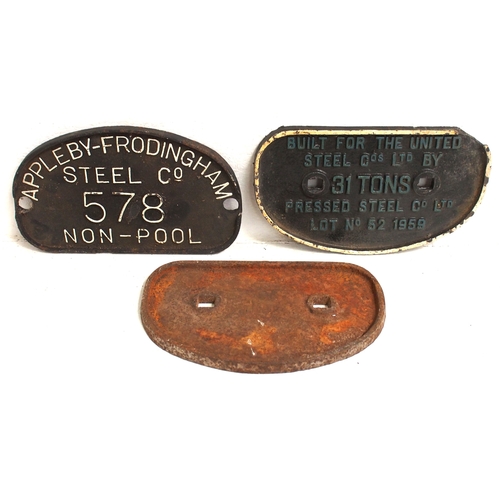 APPLEBY-FRODINGHAM
STEEL Co
578
NON-POOL
BUILT FOR THE UNITED
STEEL Cos LTD BY
31 TONS
PRESSED STEEL Co LTD
LOT No 52 1959